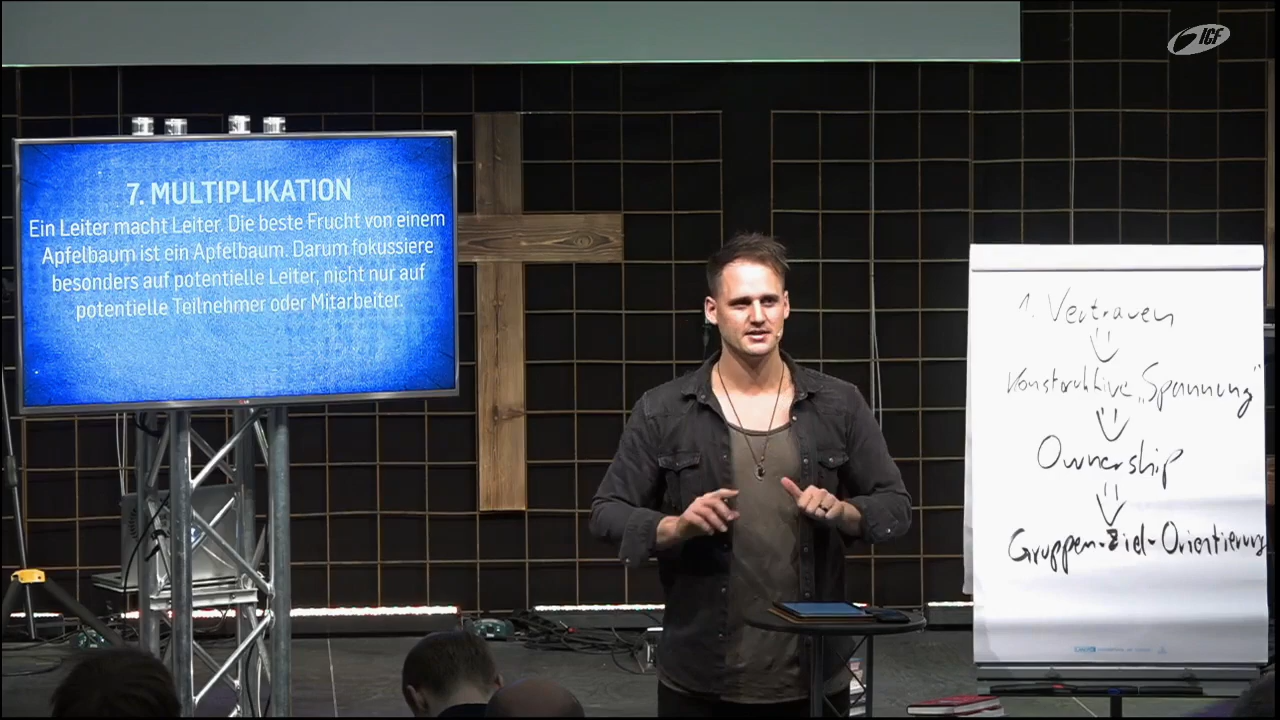 ICF
7. MULTIPLIKATION
Ein Leiter macht Leiter. Die beste Frucht von einem
Apfelbaum ist ein Apfelbaum. Darum fokussiere
besonders auf potentielle Leiter, nicht nur auf
potentielle Teilnehmer oder Mitarbeiter.
1. Vertrauen
Konstruktive „Spannung"
Ownership
Gruppen-Ziel-Orientierung